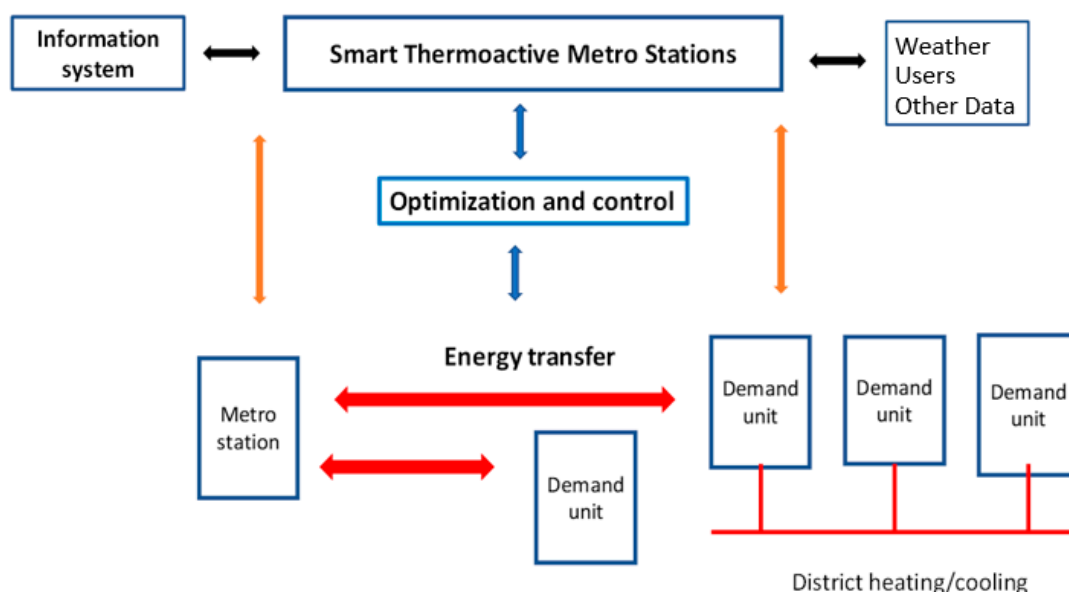 Information
system
Smart Thermoactive Metro Stations
Weather
Users
Other Data
Optimization and control
Energy transfer
Metro
station
Demand
unit
Demand
unit
Demand
unit
Demand
unit
District heating/cooling